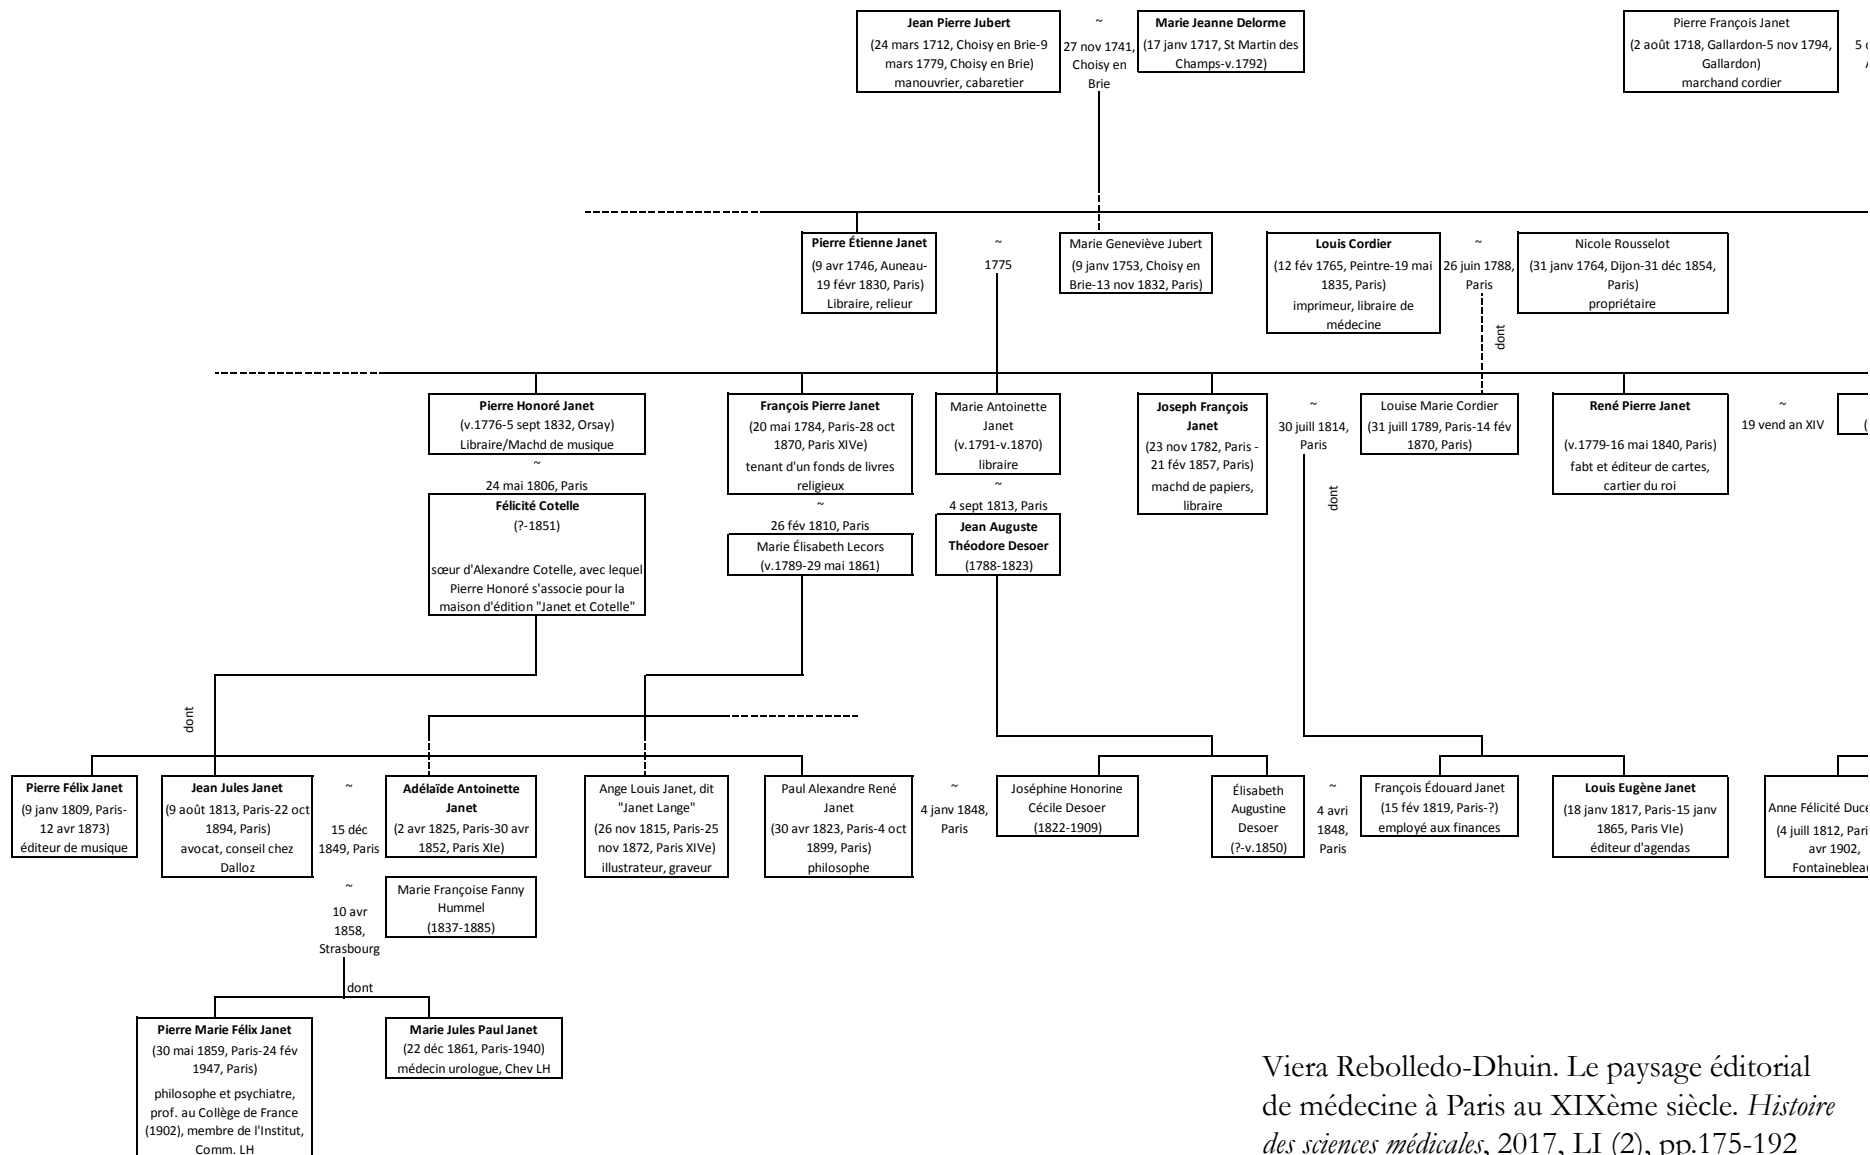 Jean Pierre Jubert
(24 mars 1712, Choisy en Brie-9
mars 1779, Choisy en Brie)
manouvrier, cabaretier
~
27 nov 1741,
Choisy en
Brie
Marie Jeanne Delorme
(17 janv 1717, St Martin des
Champs-v.1792)
Pierre François Janet
(2 août 1718, Gallardon-5 nov 1794,
Gallardon)
marchand cordier
Pierre Étienne Janet
(9 avr 1746, Auneau-
19 févr 1830, Paris)
Libraire, relieur
~
1775
Marie Geneviève Jubert
(9 janv 1753, Choisy en
Brie-13 nov 1832, Paris)
Louis Cordier
(12 fév 1765, Peintre-19 mai
1835, Paris)
imprimeur, libraire de
médecine
~
26 juin 1788,
Paris
dont
Nicole Rousselot
(31 janv 1764, Dijon-31 déc 1854,
Paris)
propriétaire
Pierre Honoré Janet
(v.1776-5 sept 1832, Orsay)
Libraire/Machd de musique
~
24 mai 1806, Paris
Félicité Cotelle
(?-1851)
sœur d'Alexandre Cotelle, avec lequel
Pierre Honoré s'associe pour la
maison d'édition "Janet et Cotelle"
François Pierre Janet
(20 mai 1784, Paris-28 oct
1870, Paris XIVe)
tenant d'un fonds de livres
religieux
~
26 fév 1810, Paris
Marie Élisabeth Lecors
(v.1789-29 mai 1861)
Marie Antoinette
Janet
(v.1791-v.1870)
libraire
~
4 sept 1813, Paris
Jean Auguste
Théodore Desoer
(1788-1823)
Joseph François
Janet
(23 nov 1782, Paris -
21 fév 1857, Paris)
machd de papiers,
libraire
~
30 juill 1814,
Paris
dont
Louise Marie Cordier
(31 juill 1789, Paris-14 fév
1870, Paris)
René Pierre Janet
(v.1779-16 mai 1840, Paris)
fabt et éditeur de cartes,
cartier du roi
~
19 vend an XIV
dont
Pierre Félix Janet
(9 janv 1809, Paris-
12 avr 1873)
éditeur de musique
Jean Jules Janet
(9 août 1813, Paris-22 oct
1894, Paris)
avocat, conseil chez
Dalloz
~
15 déc
1849, Paris
Adélaïde Antoinette
Janet
(2 avr 1825, Paris-30 avr
1852, Paris XIe)
~
10 avr
1858,
Strasbourg
Marie Françoise Fanny
Hummel
(1837-1885)
Ange Louis Janet, dit
"Janet Lange"
(26 nov 1815, Paris-25
nov 1872, Paris XIVe)
illustrateur, graveur
Paul Alexandre René
Janet
(30 avr 1823, Paris-4 oct
1899, Paris)
philosophe
~
4 janv 1848,
Paris
Joséphine Honorine
Cécile Desoer
(1822-1909)
Élisabeth
Augustine
Desoer
(?-v.1850)
~
4 avri
1848,
Paris
François Édouard Janet
(15 fév 1819, Paris-?)
employé aux finances
Louis Eugène Janet
(18 janv 1817, Paris-15 janv
1865, Paris VIe)
éditeur d'agendas
Anne Félicité Duce
(4 juill 1812, Pari
avr 1902,
Fontainebleau
dont
Pierre Marie Félix Janet
(30 mai 1859, Paris-24 fév
1947, Paris)
philosophe et psychiatre,
prof. au Collège de France
(1902), membre de l'Institut,
Comm. LH
Marie Jules Paul Janet
(22 déc 1861, Paris-1940)
médecin urologue, Chev LH
Viera Rebolledo-Dhuin. Le paysage éditorial
de médecine à Paris au XIXème siècle. Histoire
des sciences médicales, 2017, LI (2), pp.175-192